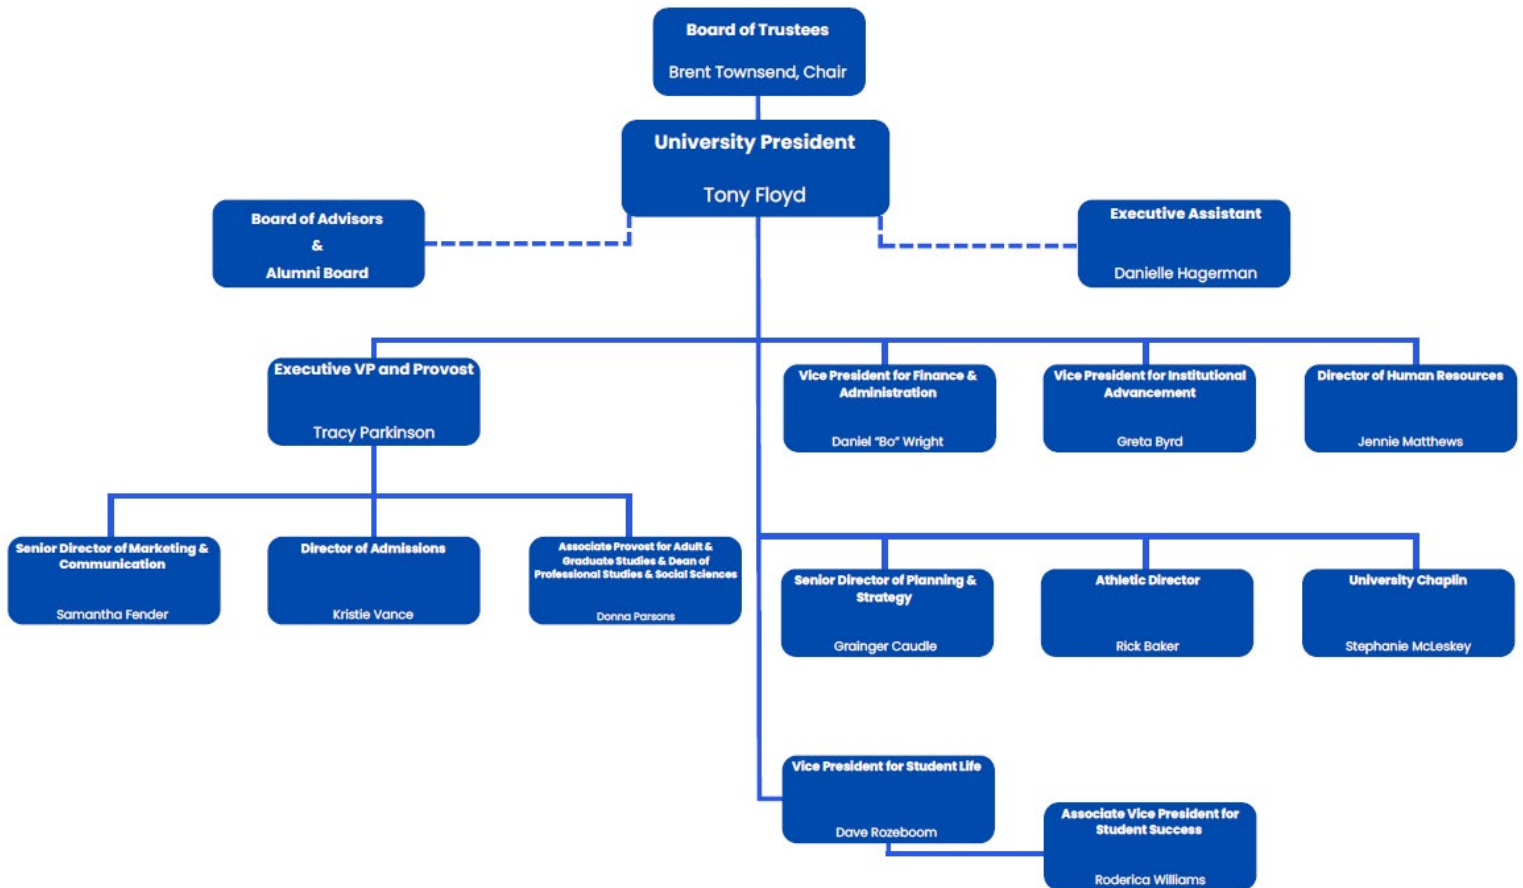 Board of Trustees
Brent Townsend, Chair
University President
Tony Floyd
Board of Advisors
&
Alumni Board
Executive Assistant
Danielle Hagerman
Executive VP and Provost
Tracy Parkinson
Vice President for Finance &
Administration
Daniel “Bo” Wright
Vice President for Institutional
Advancement
Greta Byrd
Director of Human Resources
Jennie Matthews
Senior Director of Marketing &
Communication
Samantha Fender
Director of Admissions
Kristie Vance
Associate Provost for Adult &
Graduate Studies & Dean of
Professional Studies & Social Sciences
Donna Parsons
Senior Director of Planning &
Strategy
Grainger Caudle
Athletic Director
Rick Baker
University Chaplin
Stephanie McLeskey
Vice President for Student Life
Dave Rozeboom
Associate Vice President for
Student Success
Roderica Williams